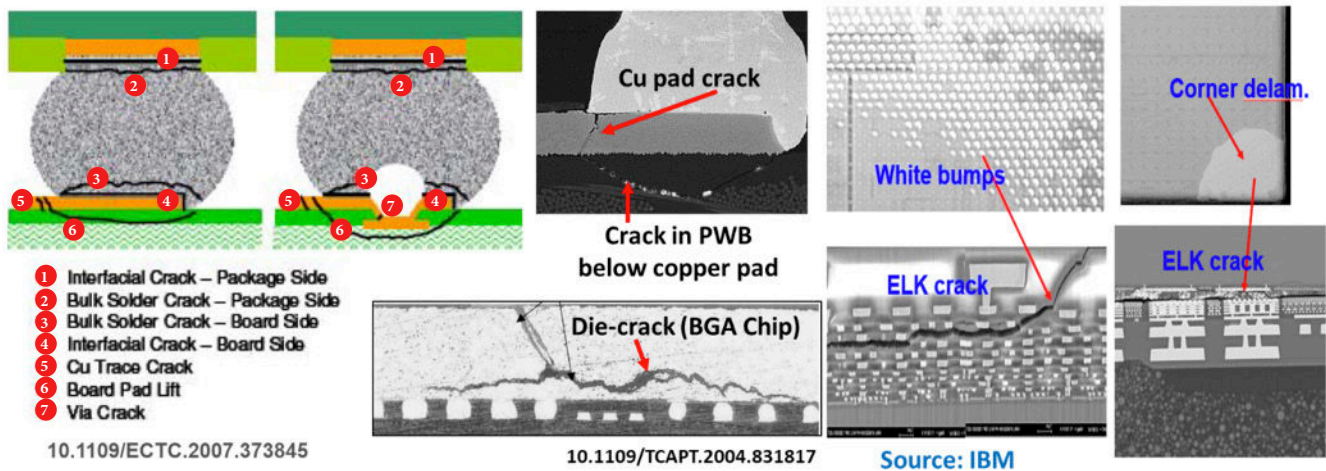 1
2
3
5
4
6
1
2
3
5
7
4
6
1 Interfacial Crack – Package Side
2 Bulk Solder Crack – Package Side
3 Bulk Solder Crack – Board Side
4 Interfacial Crack – Board Side
5 Cu Trace Crack
6 Board Pad Lift
7 Via Crack
10.1109/ECTC.2007.373845
Cu pad crack
Crack in PWB
below copper pad
Die-crack (BGA Chip)
10.1109/TCAPT.2004.831817
White bumps
ELK crack
Source: IBM
Corner delam.
ELK crack